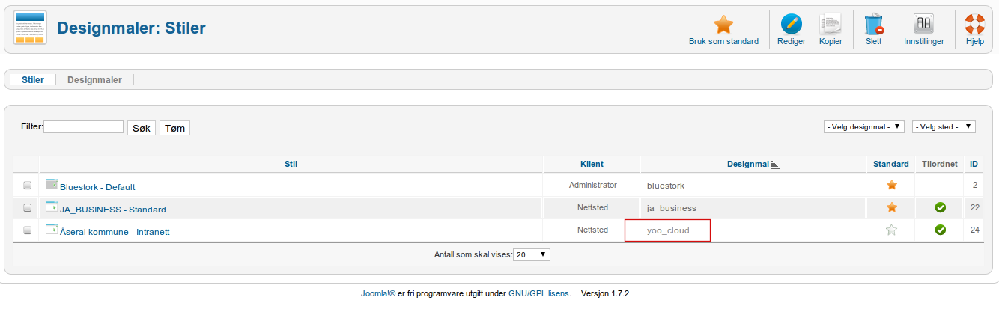 Designmaler: Stiler
Bruk som standard Rediger Kopier Slett Innstillinger Hjelp
Stiler Designmaler
Filter: Søk Tøm - Velg designmal - - Velg sted -
Stil Klient Designmal Standard Tilordnet ID
Bluestork - Default Administrator bluestork 2
JA_BUSINESS - Standard Nettsted ja_business 22
Åseral kommune - Intranett Nettsted yoo_cloud 24
Antall som skal vises: 20
Joomla!® er fri programvare utgitt under GNU/GPL lisens. Versjon 1.7.2